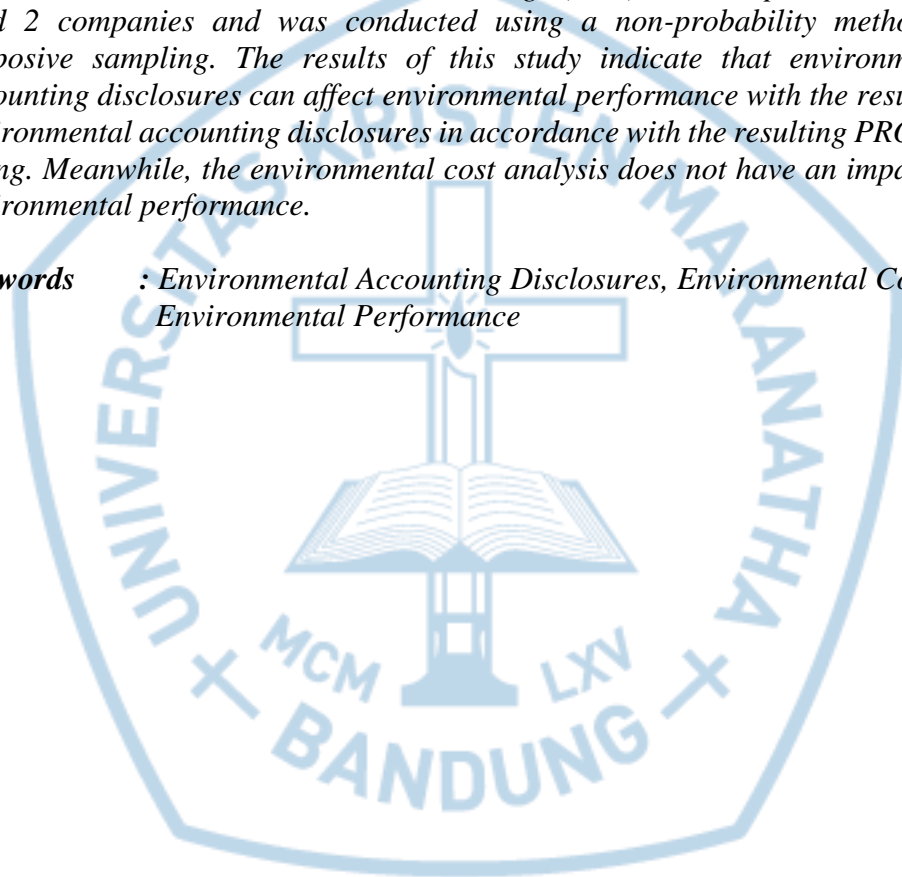 d 2 companies and was conducted using a non-probability metho
posive sampling. The results of this study indicate that environm
ounting disclosures can affect environmental performance with the resu
ironmental accounting disclosures in accordance with the resulting PRO
ng. Meanwhile, the environmental cost analysis does not have an impa
ironmental performance.
words : Environmental Accounting Disclosures, Environmental Co
Environmental Performance
UNIVERSITAS KRISTEN MARANATHA
MCM LXV
BANDUNG